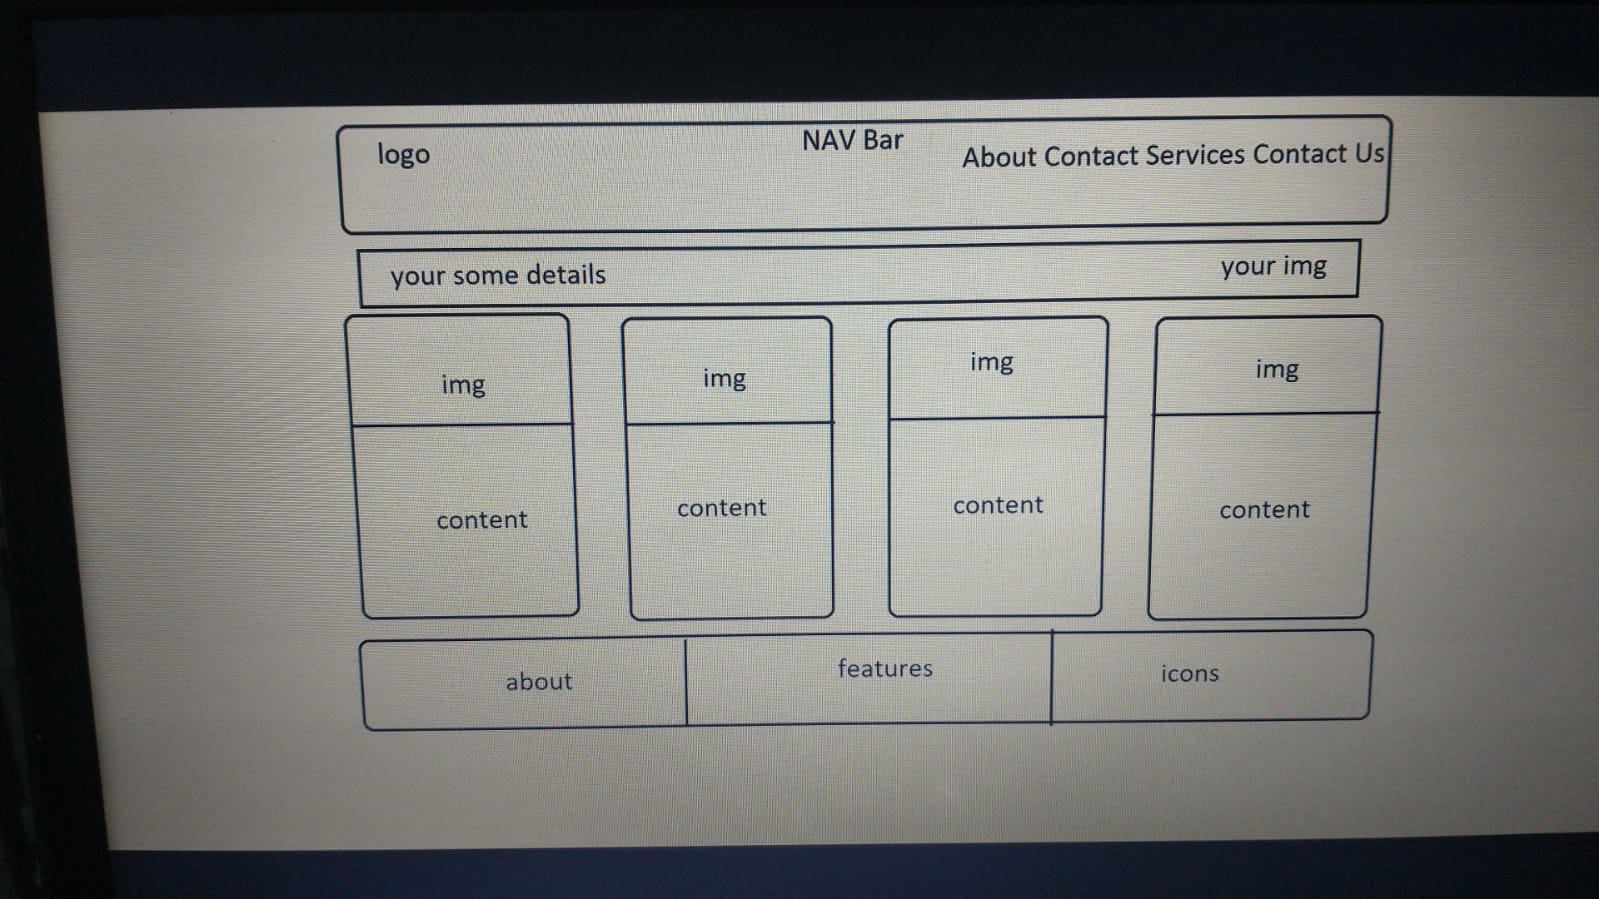 logo
NAV Bar
About Contact Services Contact Us
your some details
your img
img
img
img
img
content
content
content
content
about
features
icons